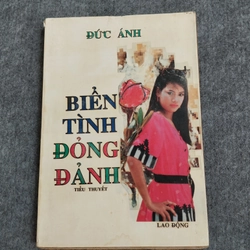 ĐỨC ÁNH
BIỂN
TÌNH
ĐỎNG
ĐẢNH
TIỂU THUYẾT
LAO ĐỘNG